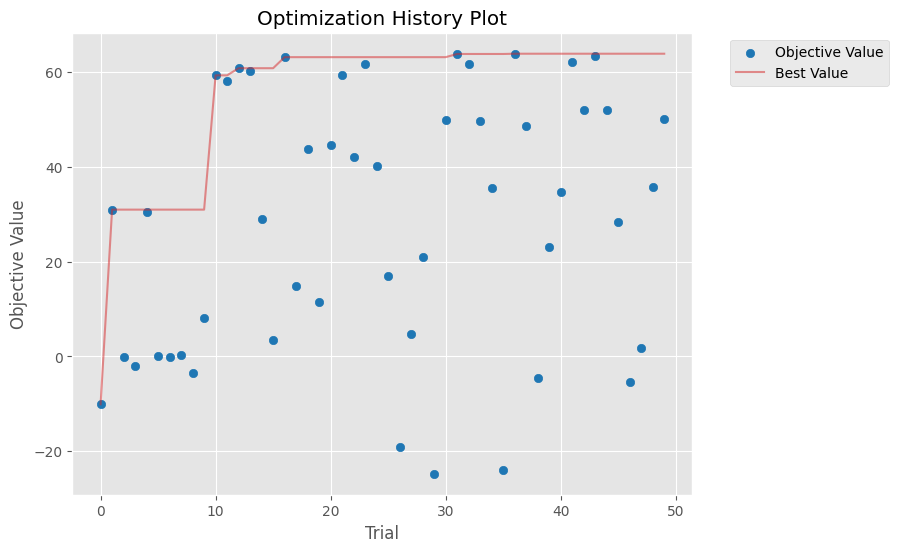 Optimization History Plot
Objective Value
Best Value
Objective Value
60
40
20
0
−20
0 10 20 30 40 50
Trial